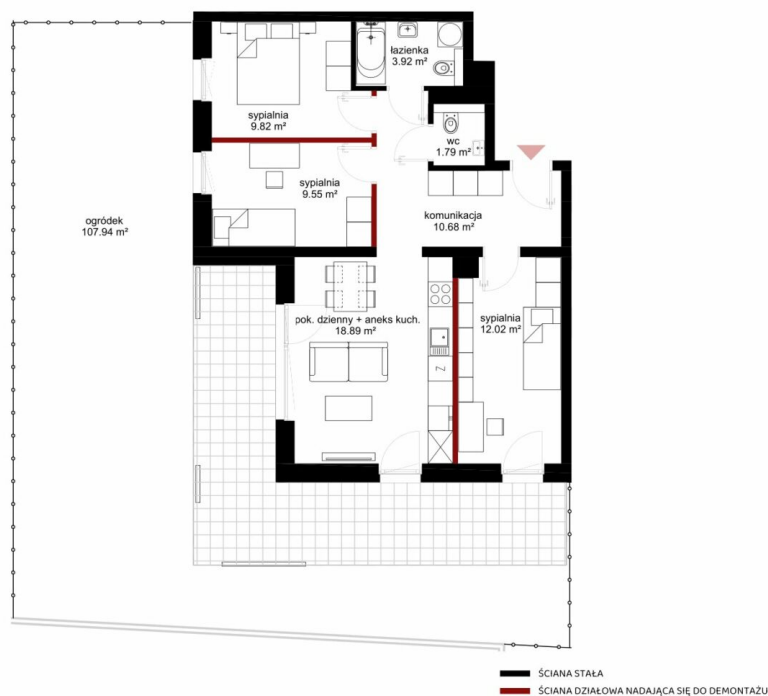 łazienka
3.92 m²
sypialnia
9.82 m²
wc
1.79 m²
sypialnia
9.55 m²
komunikacja
10.68 m²
ogródek
107.94 m²
pok. dzienny + aneks kuch.
18.89 m²
sypialnia
12.02 m²
Z
ŚCIANA STAŁA
ŚCIANA DZIAŁOWA NADAJĄCA SIĘ DO DEMONTAŻU